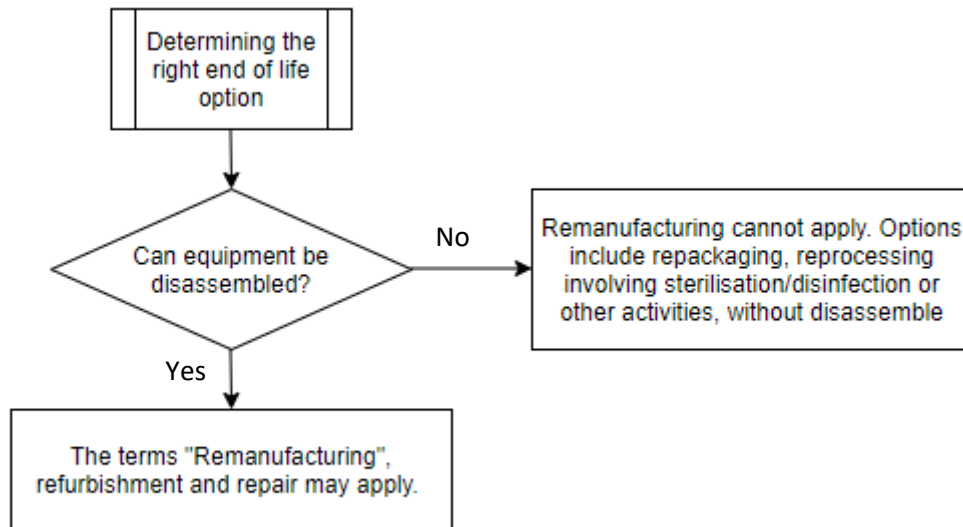 Determining the
right end of life
option
Can equipment be
disassembled?
No
Remanufacturing cannot apply. Options
include repackaging, reprocessing
involving sterilisation/disinfection or
other activities, without disassemble
Yes
The terms "Remanufacturing",
refurbishment and repair may apply.